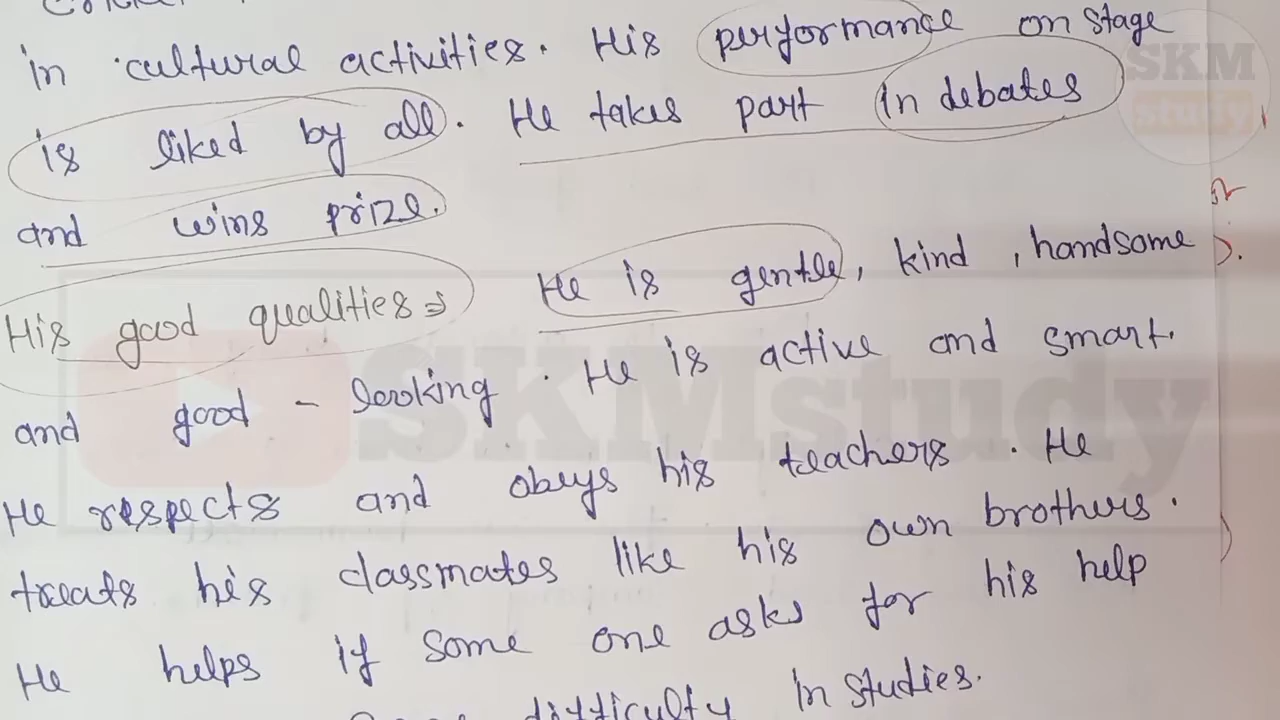 in cultural activities. His performance on stage
is liked by all. He takes part in debates
and wins prize.
His good qualities⇒ He is gentle, kind, handsome
and good - looking. He is active and smart.
He respects and obeys his teachers. He
treats his classmates like his own brothers.
He helps if some one asks for his help
difficulty in studies.
SKM
study
SKMstudy